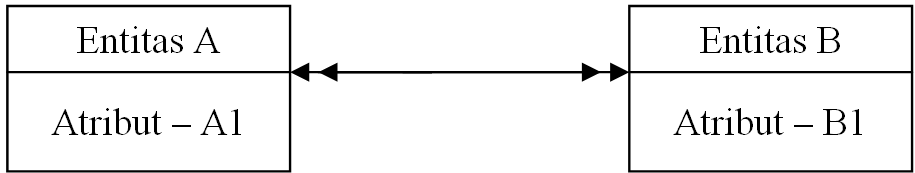 Entitas A
Entitas B
Atribut – A1
Atribut – B1